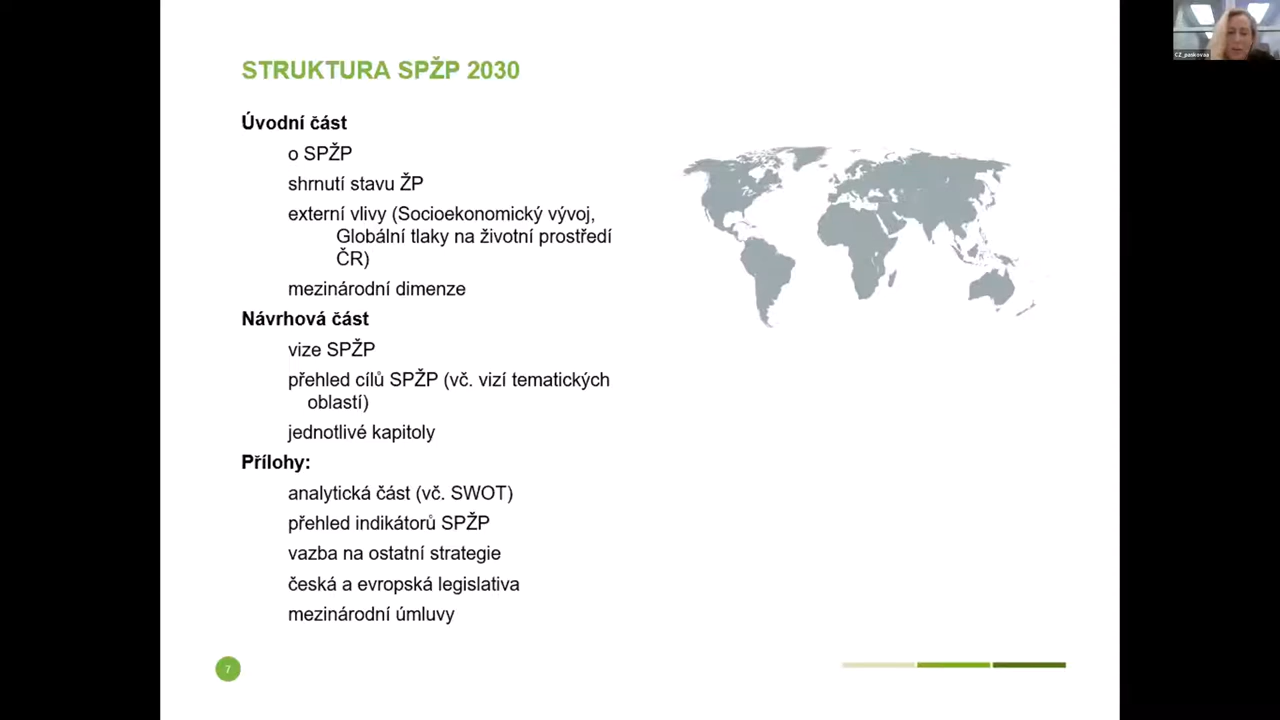 STRUKTURA SPŽP 2030
Úvodní část
o SPŽP
shrnutí stavu ŽP
externí vlivy (Socioekonomický vývoj,
Globální tlaky na životní prostředí
ČR)
mezinárodní dimenze
Návrhová část
vize SPŽP
přehled cílů SPŽP (vč. vizí tematických
oblastí)
jednotlivé kapitoly
Přílohy:
analytická část (vč. SWOT)
přehled indikátorů SPŽP
vazba na ostatní strategie
česká a evropská legislativa
mezinárodní úmluvy
7
CZ_paskovaa